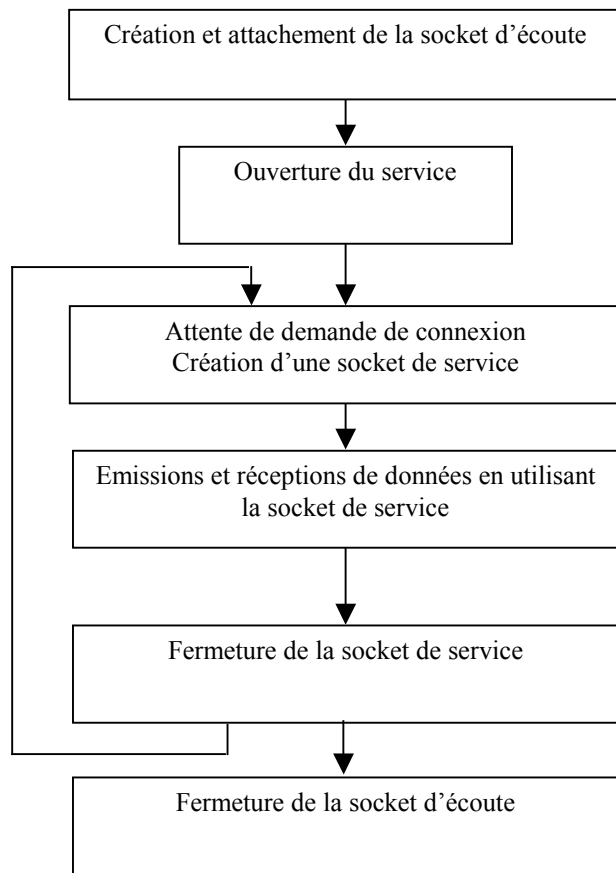 Création et attachement de la socket d’écoute
Ouverture du service
Attente de demande de connexion
Création d’une socket de service
Emissions et réceptions de données en utilisant
la socket de service
Fermeture de la socket de service
Fermeture de la socket d’écoute